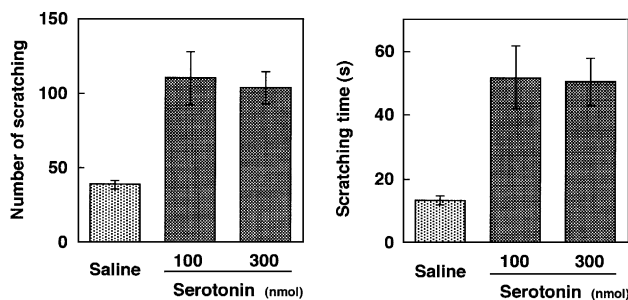 Number of scratching
150
100
50
0
Saline
100
300
Serotonin (nmol)
Scratching time (s)
60
40
20
0
Saline
100
300
Serotonin (nmol)